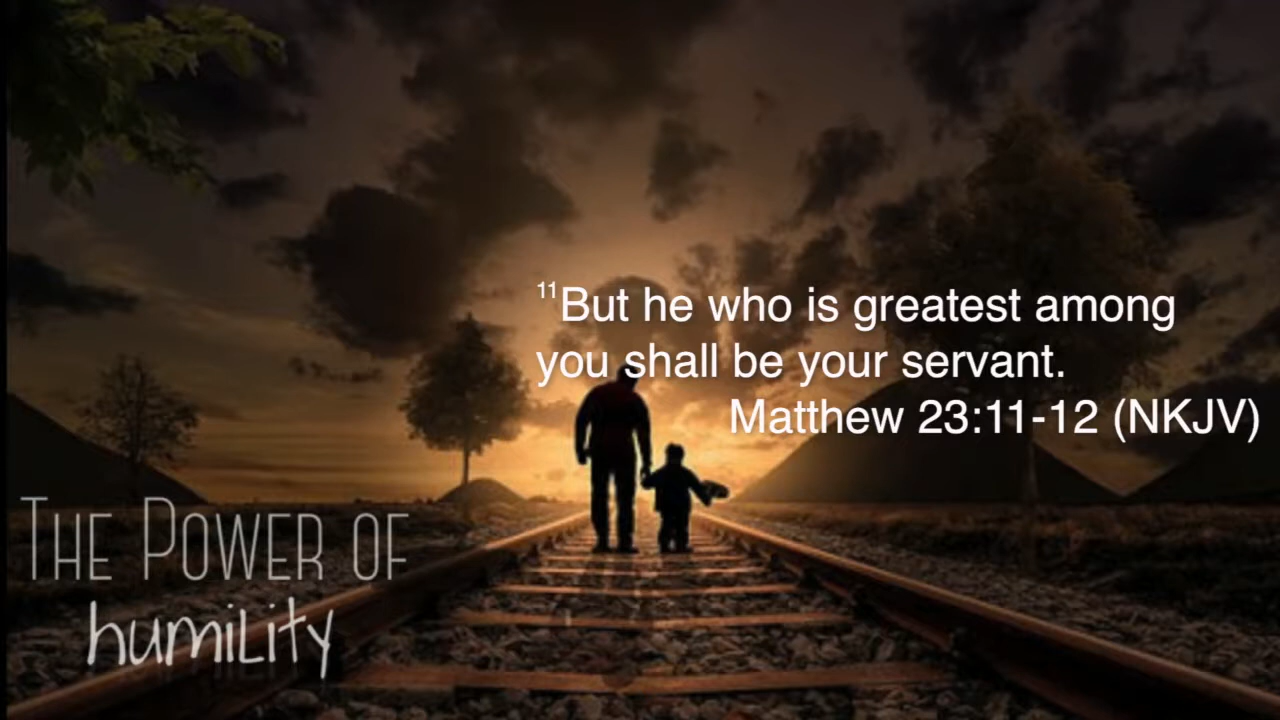 ¹¹But he who is greatest among
you shall be your servant.
Matthew 23:11-12 (NKJV)
The Power of
humiLity